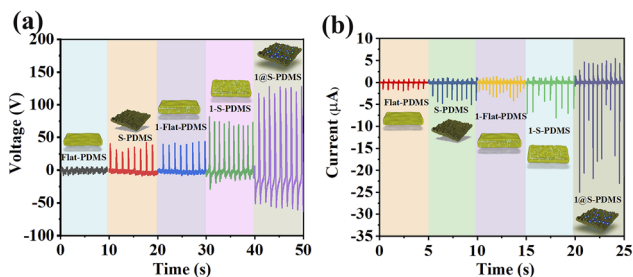 (a)
Voltage (V)
200
150
100
50
0
-50
-100
Flat-PDMS
S-PDMS
1-Flat-PDMS
1-S-PDMS
1@S-PDMS
0 10 20 30 40 50
Time (s)
(b)
Current (μA)
10
5
0
-5
-10
-15
-20
-25
-30
-35
Flat-PDMS
S-PDMS
1-Flat-PDMS
1-S-PDMS
1@S-PDMS
0 5 10 15 20 25
Time (s)